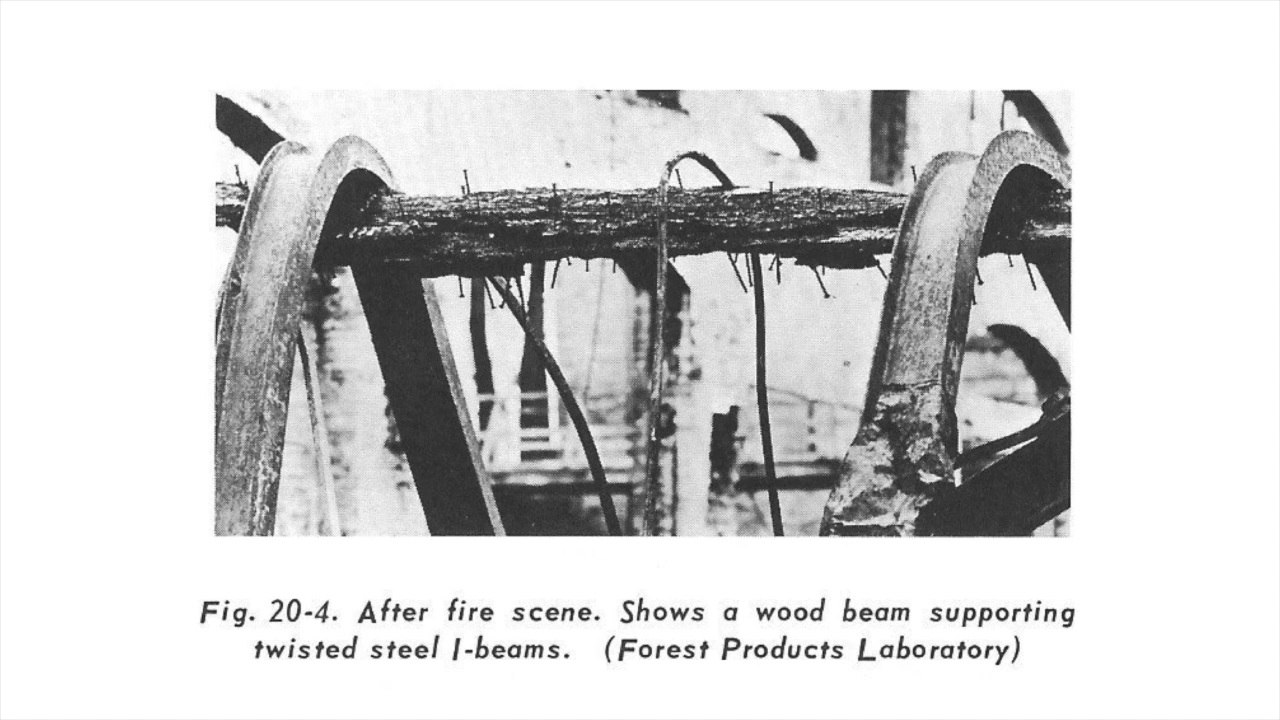 Fig. 20-4. After fire scene. Shows a wood beam supporting
twisted steel I-beams. (Forest Products Laboratory)